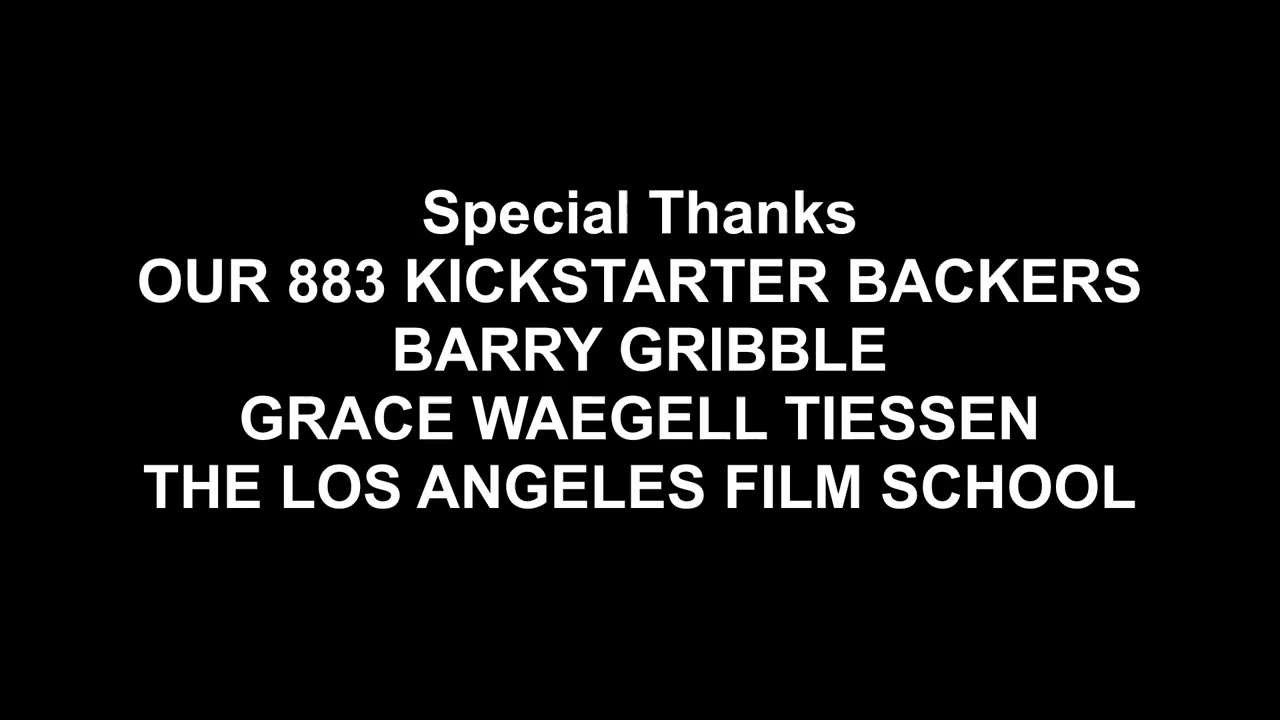 Special Thanks
OUR 883 KICKSTARTER BACKERS
BARRY GRIBBLE
GRACE WAEGELL TIESSEN
THE LOS ANGELES FILM SCHOOL